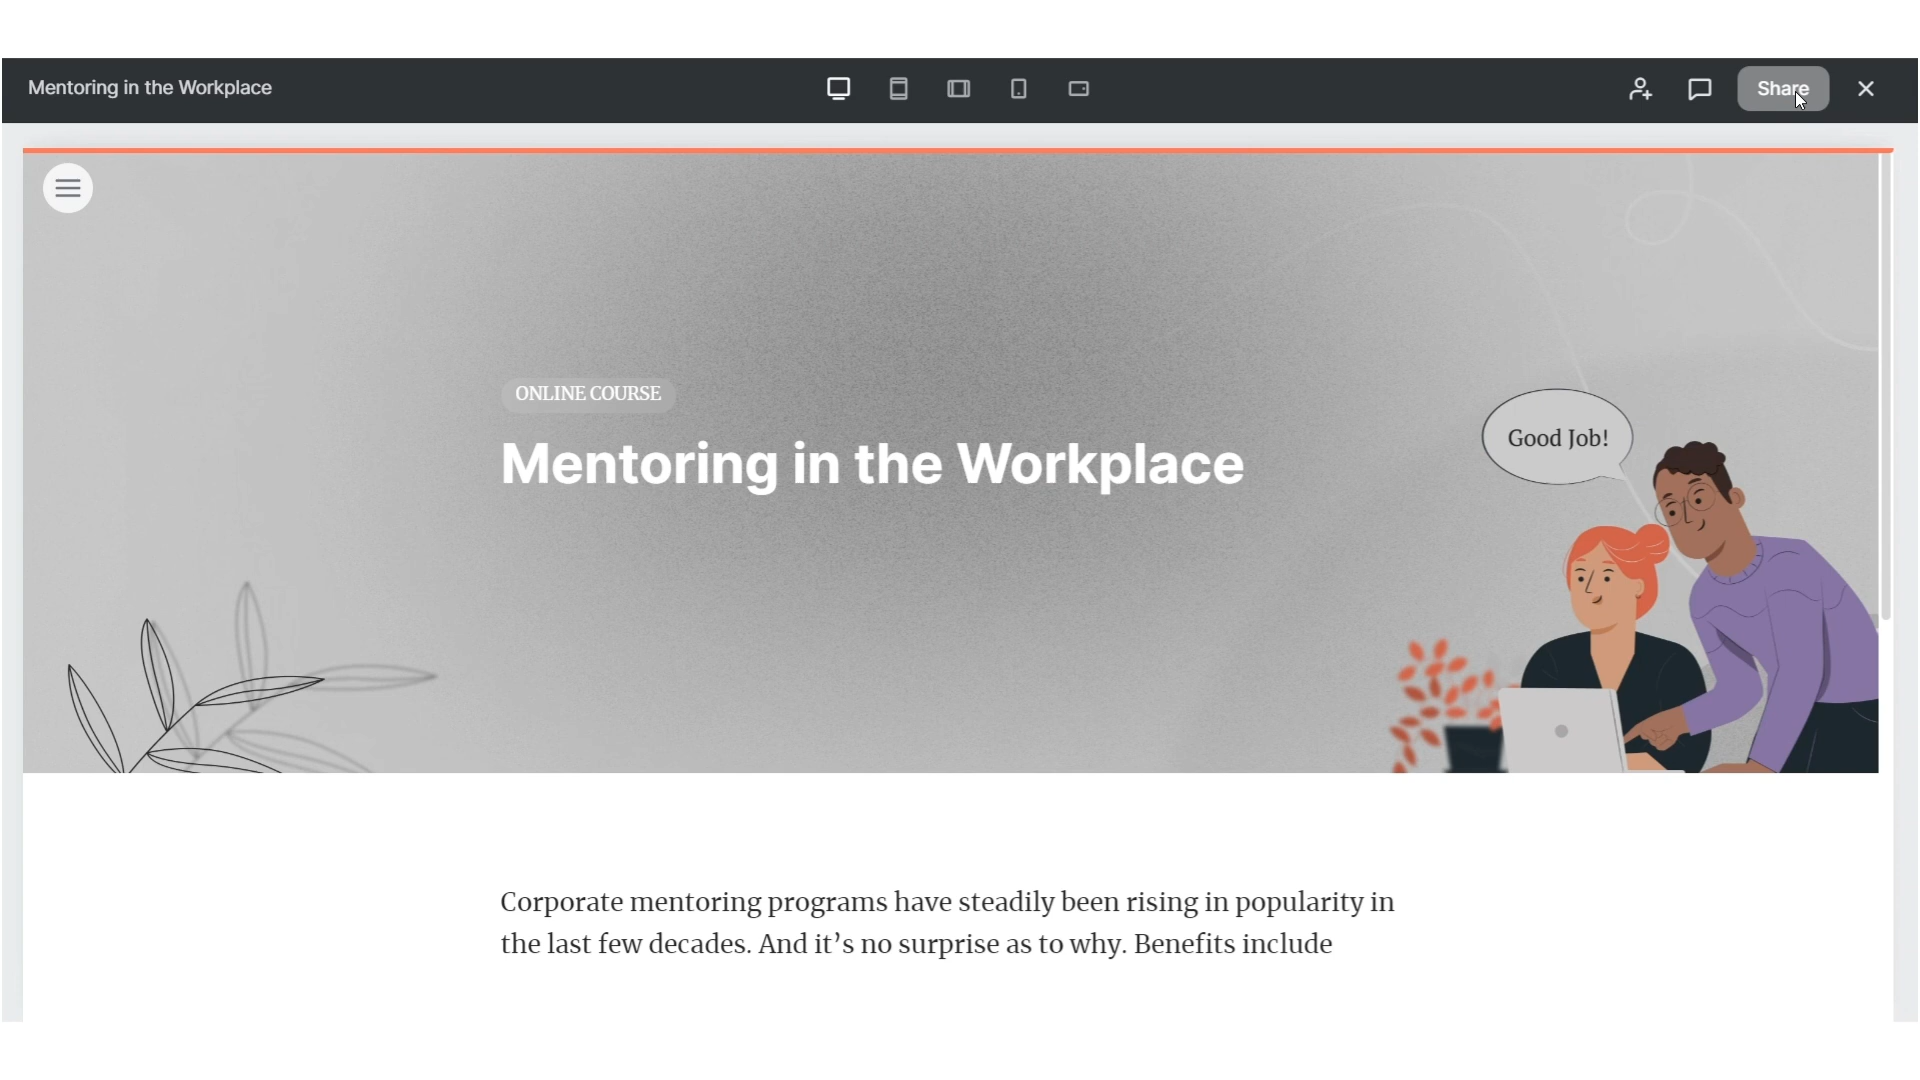 Mentoring in the Workplace
Share
ONLINE COURSE
Mentoring in the Workplace
Good Job!
Corporate mentoring programs have steadily been rising in popularity in
the last few decades. And it’s no surprise as to why. Benefits include